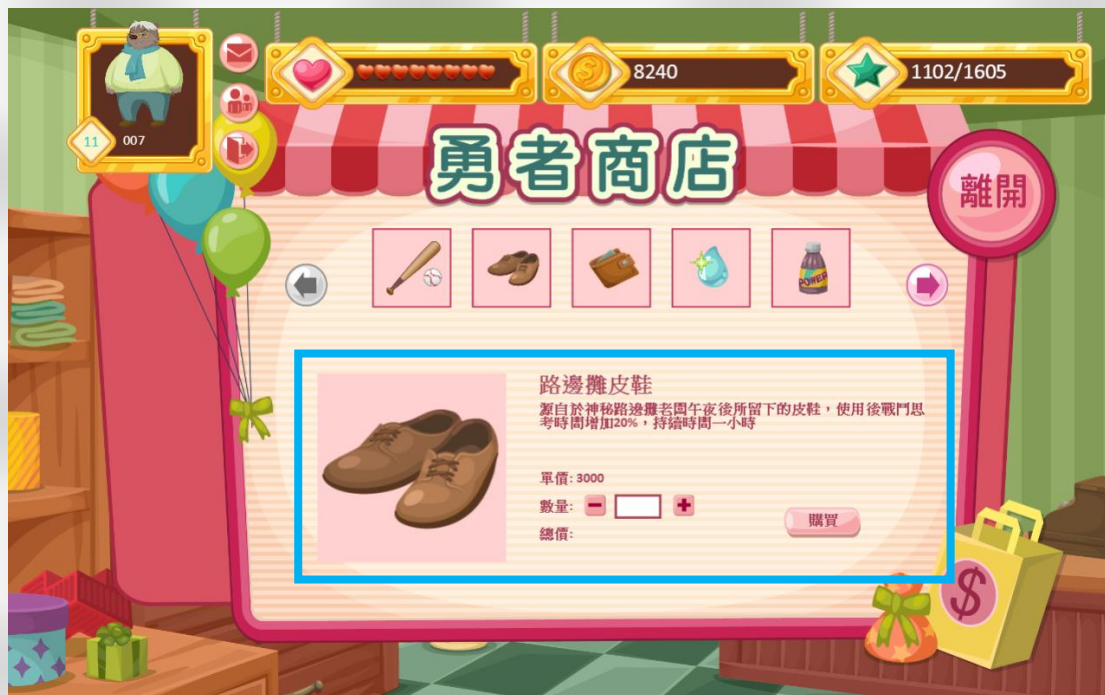 8240
1102/1605
11
007
勇者商店
離開
POWER
路邊攤皮鞋
源自於神秘路邊攤老闆午夜後所留下的皮鞋，使用後戰鬥思
考時間增加20%，持續時間一小時
單價: 3000
數量:
購買
總價:
$